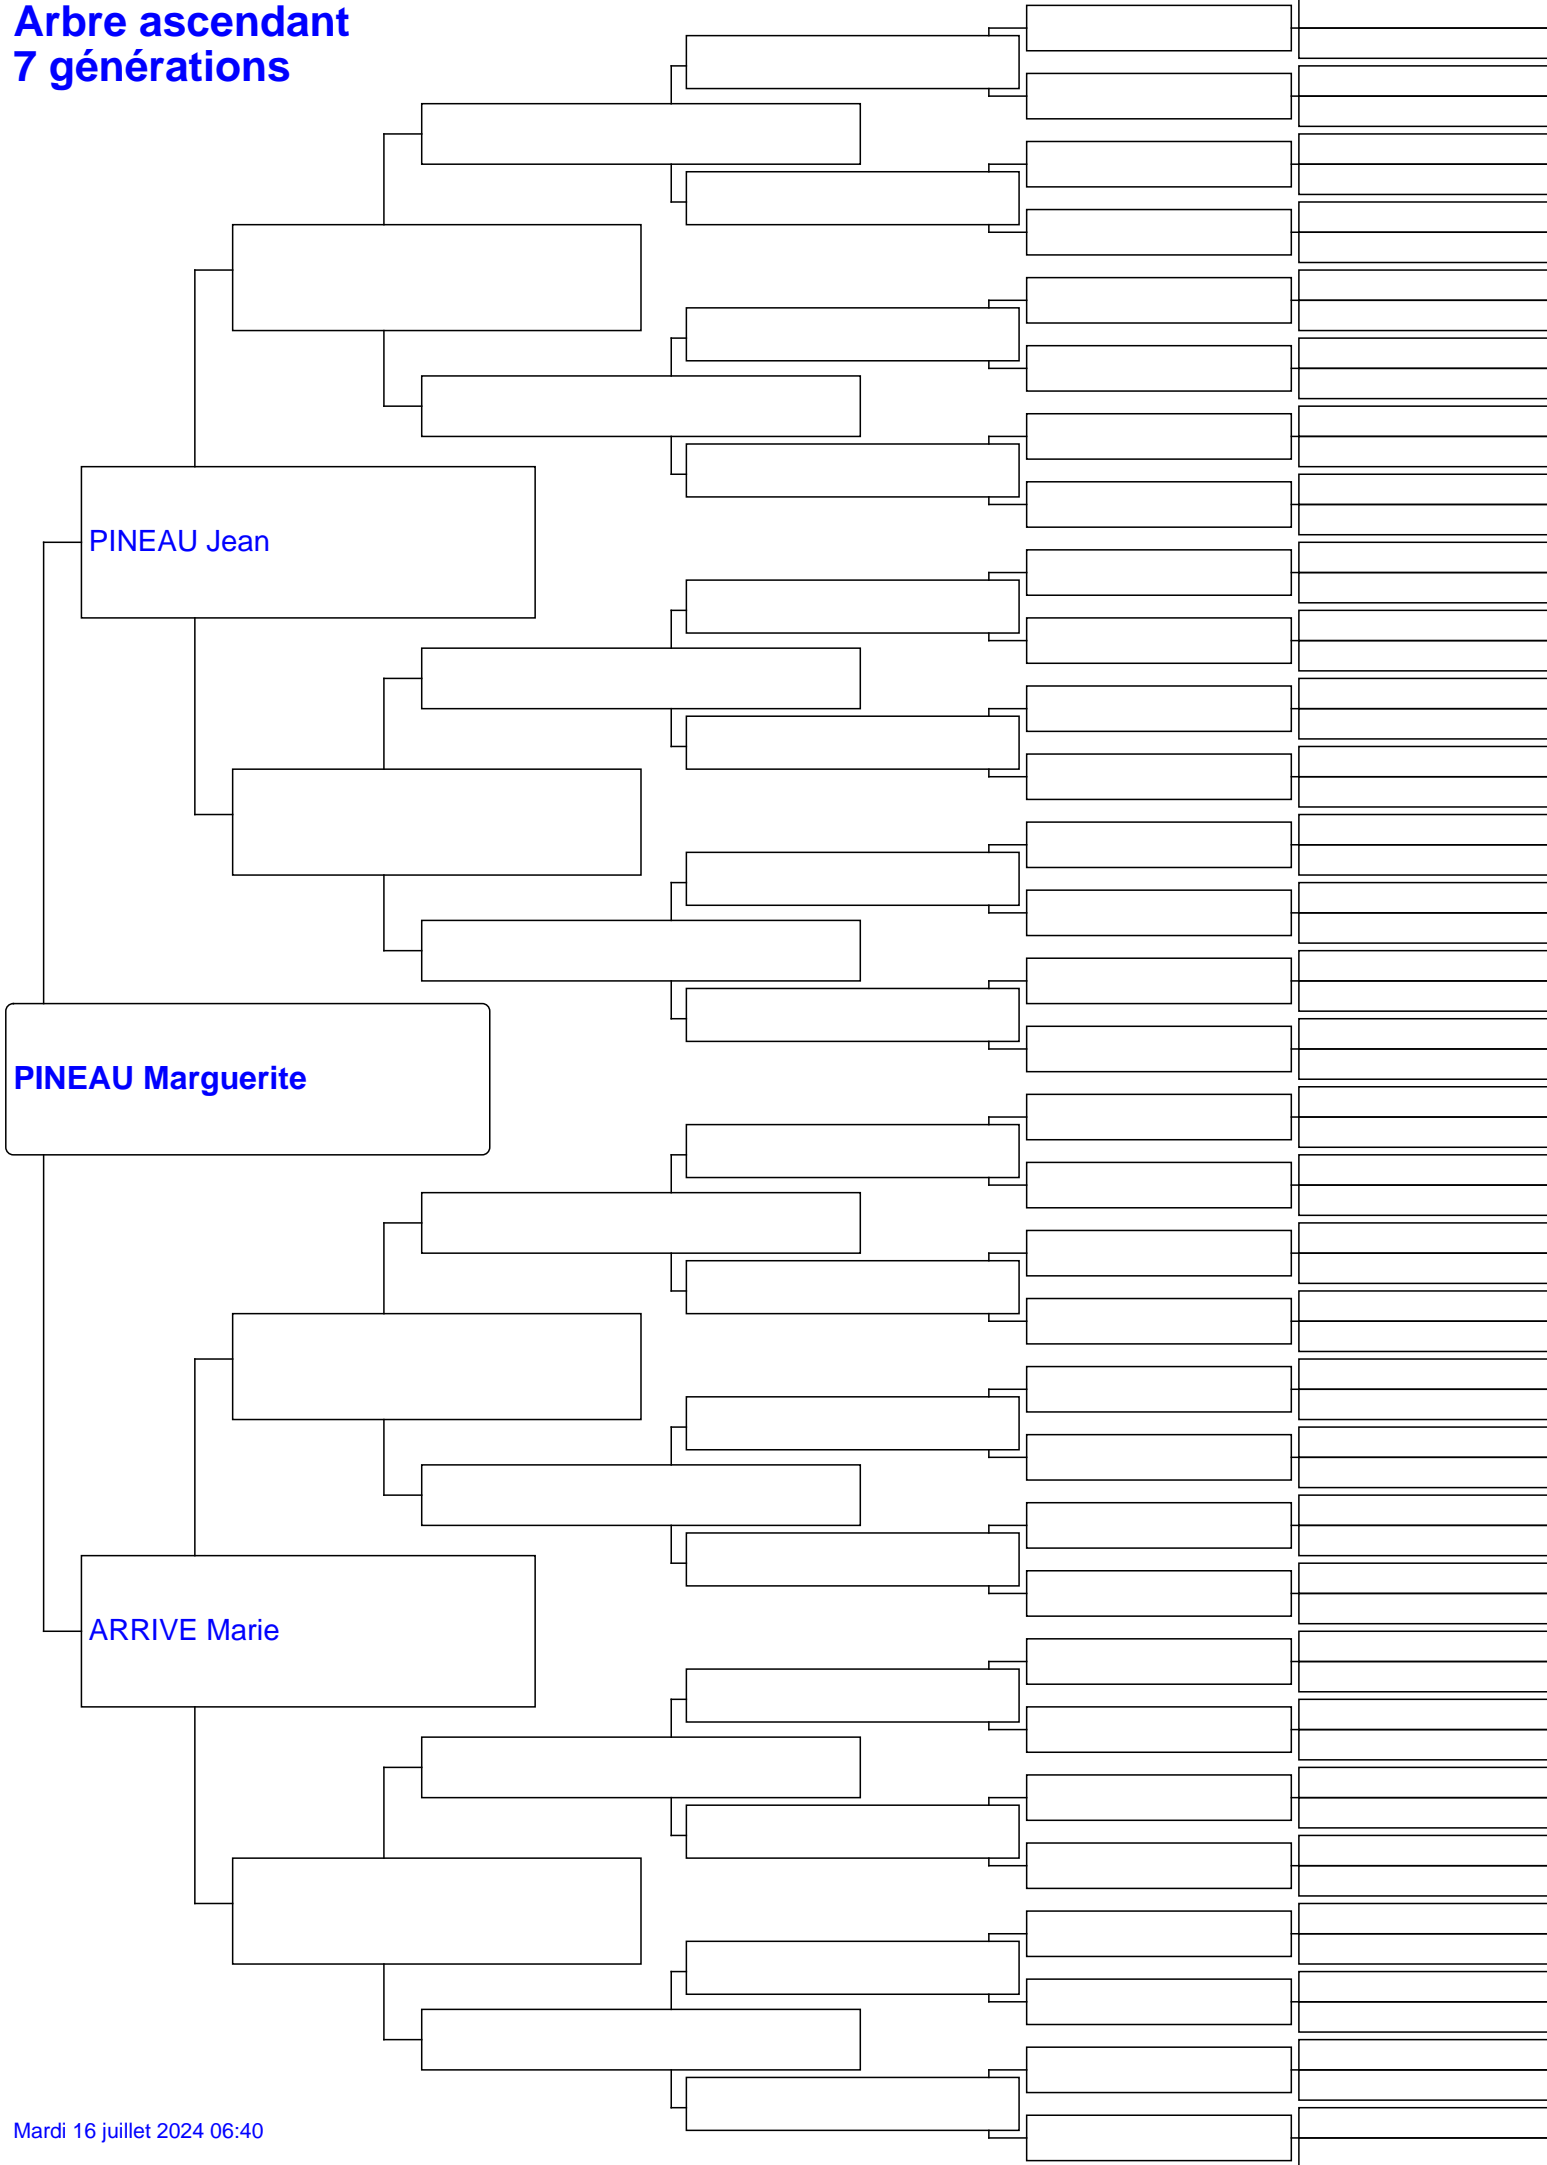 Arbre ascendant
7 générations
PINEAU Jean
PINEAU Marguerite
ARRIVE Marie
Mardi 16 juillet 2024 06:40